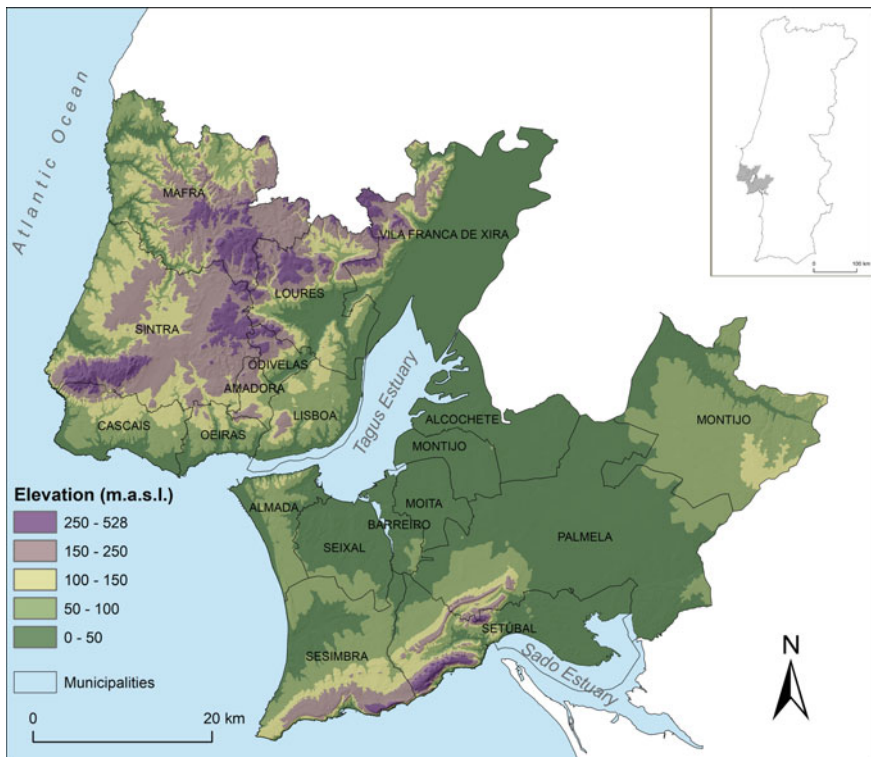 Atlantic Ocean
MAFRA
VILA FRANCA DE XIRA
LOURES
SINTRA
ODIVELAS
AMADORA
LISBOA
CASCAIS
OEIRAS
Tagus Estuary
ALCOCHETE
MONTIJO
MONTIJO
MOITA
BARREIRO
ALMADA
SEIXAL
PALMELA
SETÚBAL
SESIMBRA
Sado Estuary
Elevation (m.a.s.l.)
250 - 528
150 - 250
100 - 150
50 - 100
0 - 50
Municipalities
0 20 km
N
0 100 km